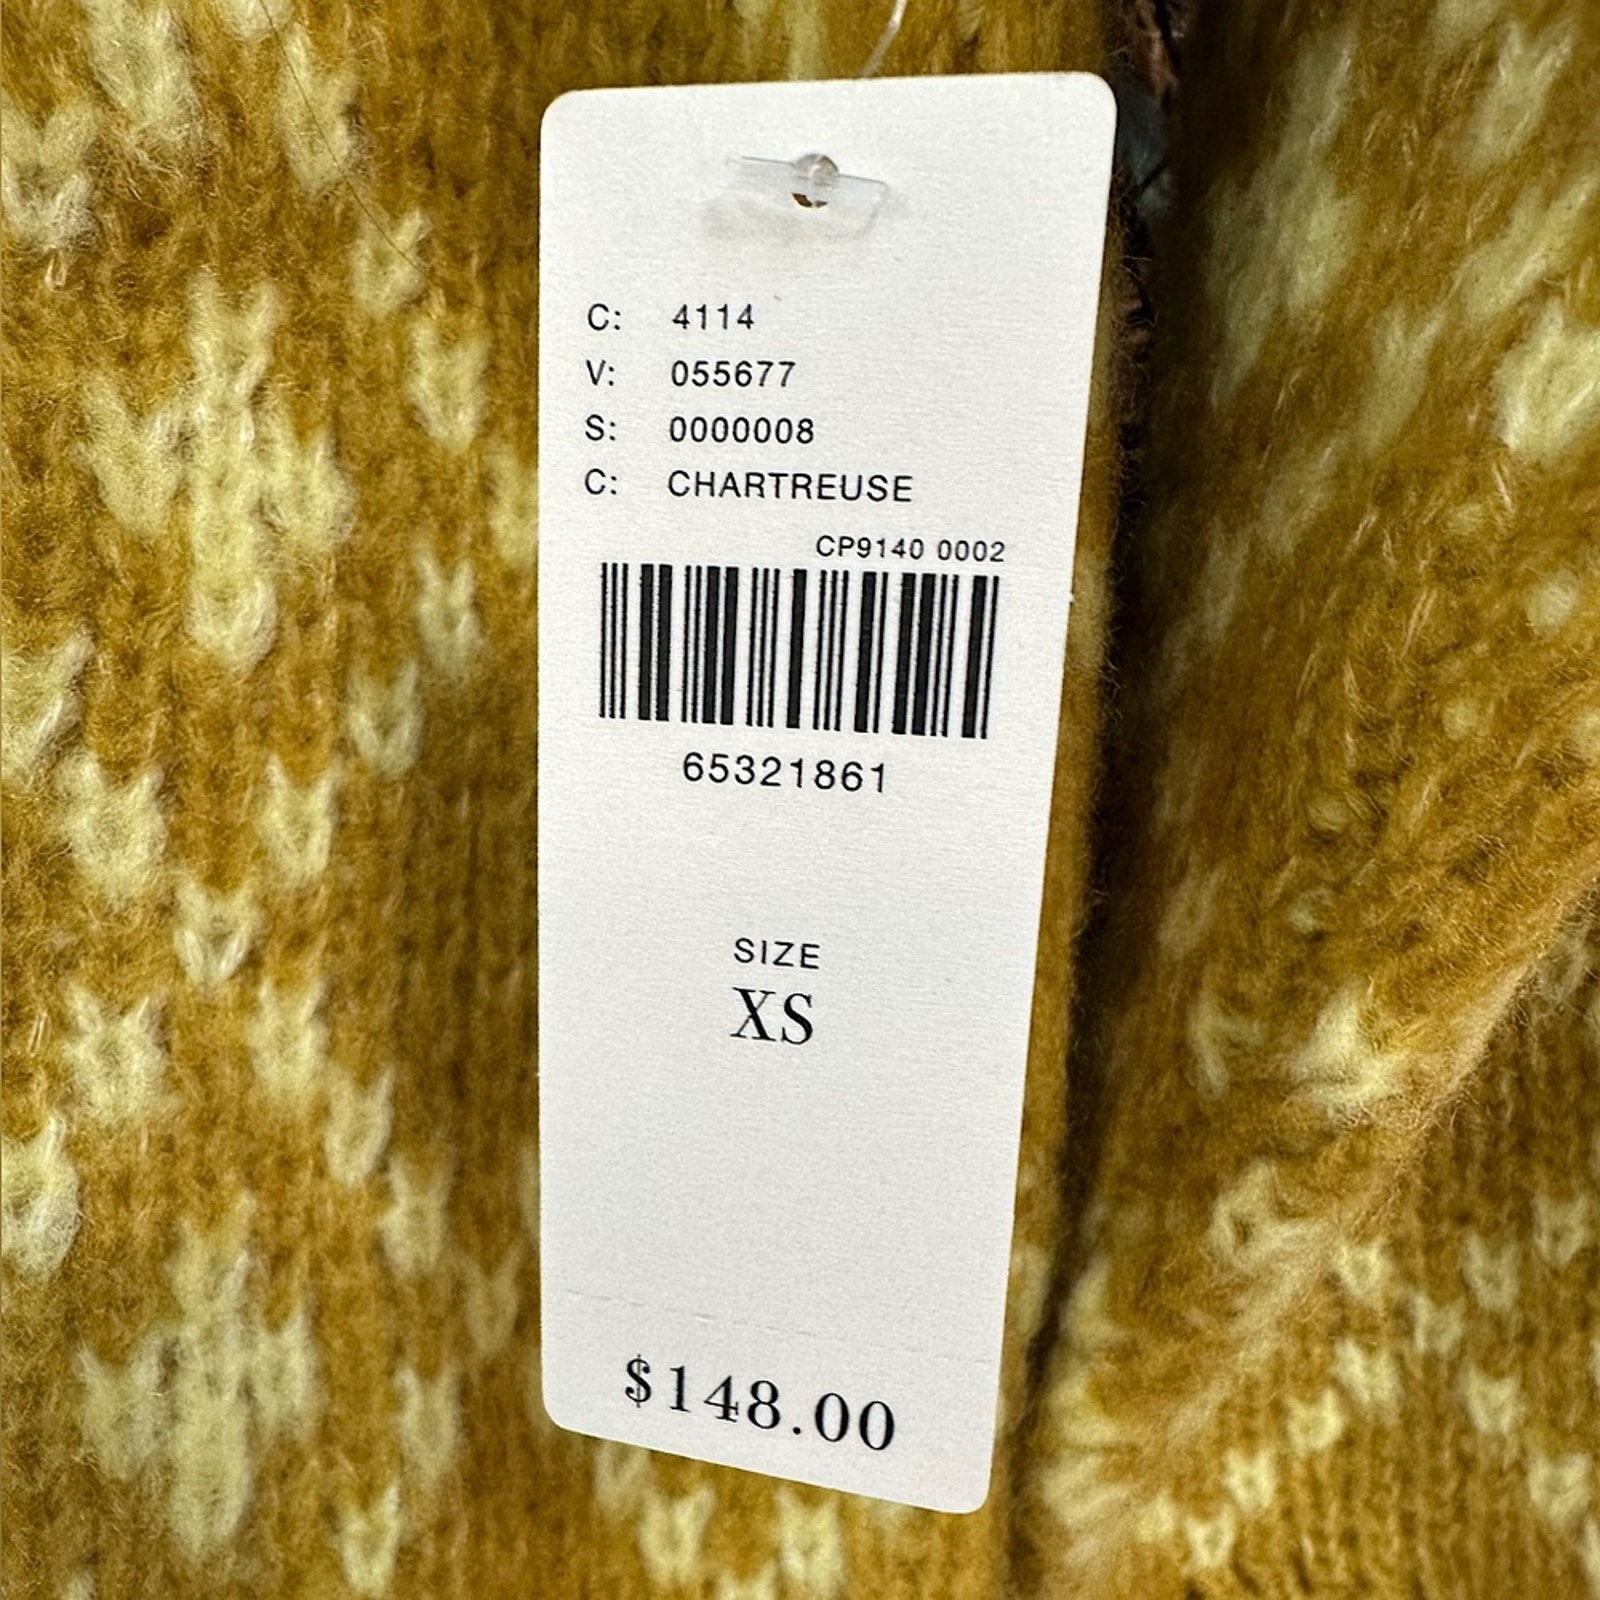 C: 4114
V: 055677
S: 0000008
C: CHARTREUSE
CP9140 0002
65321861
SIZE
XS
$148.00